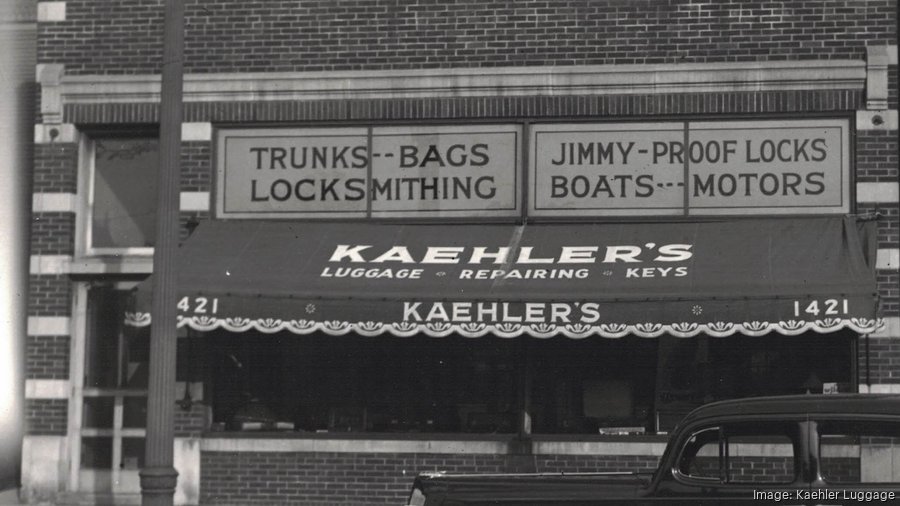 TRUNKS--BAGS
LOCKSMITHING
JIMMY-PROOF LOCKS
BOATS---MOTORS
KAEHLER'S
LUGGAGE * REPAIRING * KEYS
1421 KAEHLER'S 1421
Image: Kaehler Luggage